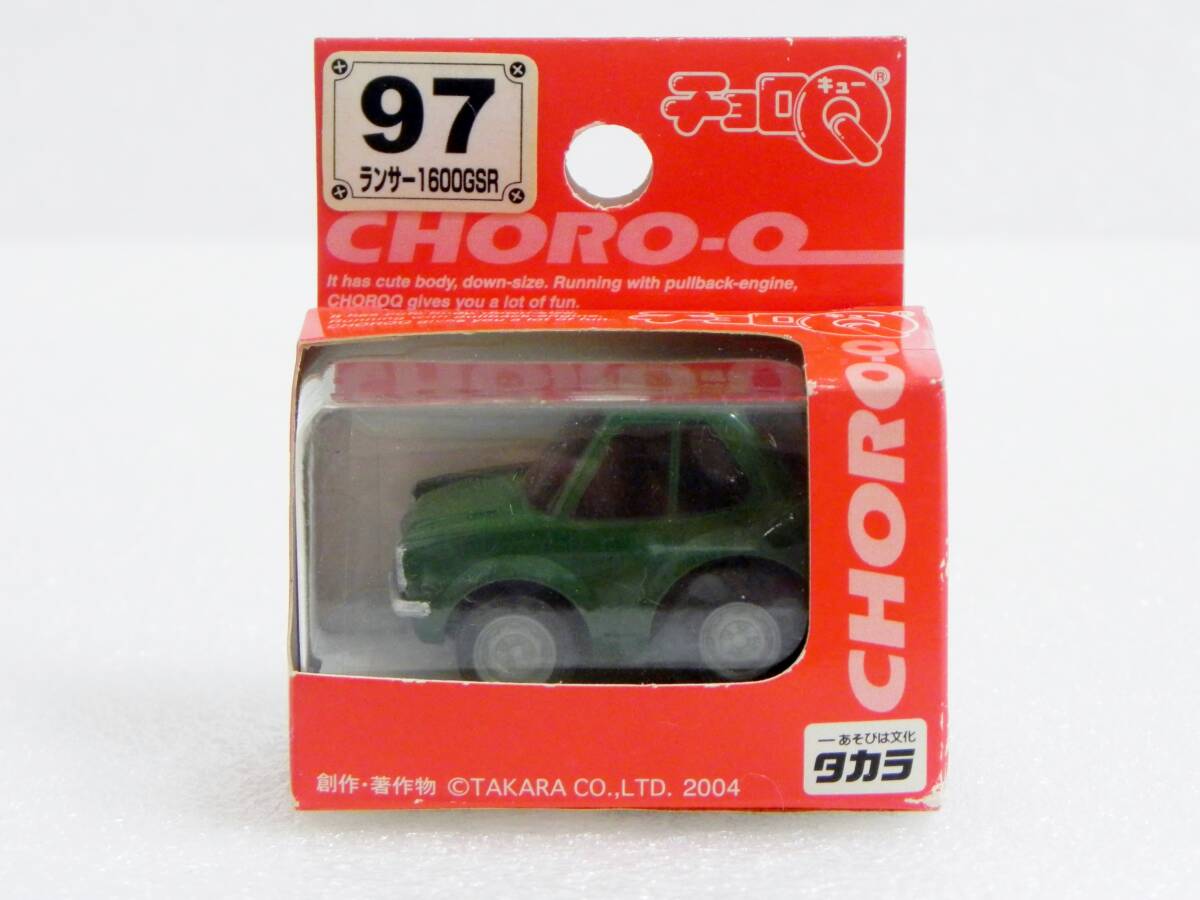 97
ランサー1600GSR
チョロQ
キュー
®
CHORO-Q
It has cute body, down-size. Running with pullback-engine,
CHOROQ gives you a lot of fun.
チョロQ
CHORO-Q
CHORO-Q
創作・著作物 ©TAKARA CO.,LTD. 2004
―あそびは文化
タカラ